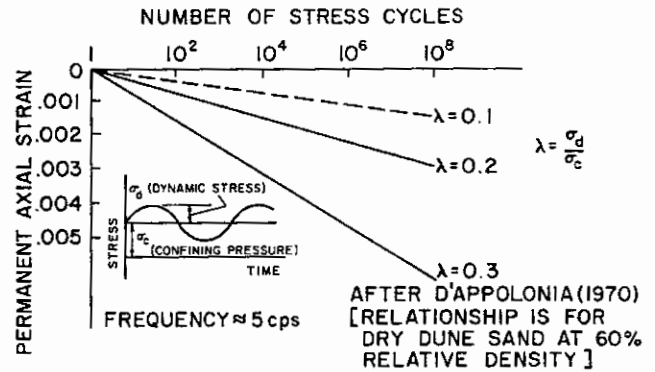 NUMBER OF STRESS CYCLES
1 10² 10⁴ 10⁶ 10⁸
PERMANENT AXIAL STRAIN
0
.001
.002
.003
.004
.005
λ=0.1
λ=0.2
λ=0.3
λ= σd/σc
σd (DYNAMIC STRESS)
σc (CONFINING PRESSURE)
STRESS
TIME
FREQUENCY ≈ 5 cps
AFTER D'APPOLONIA (1970)
[RELATIONSHIP IS FOR
DRY DUNE SAND AT 60%
RELATIVE DENSITY]